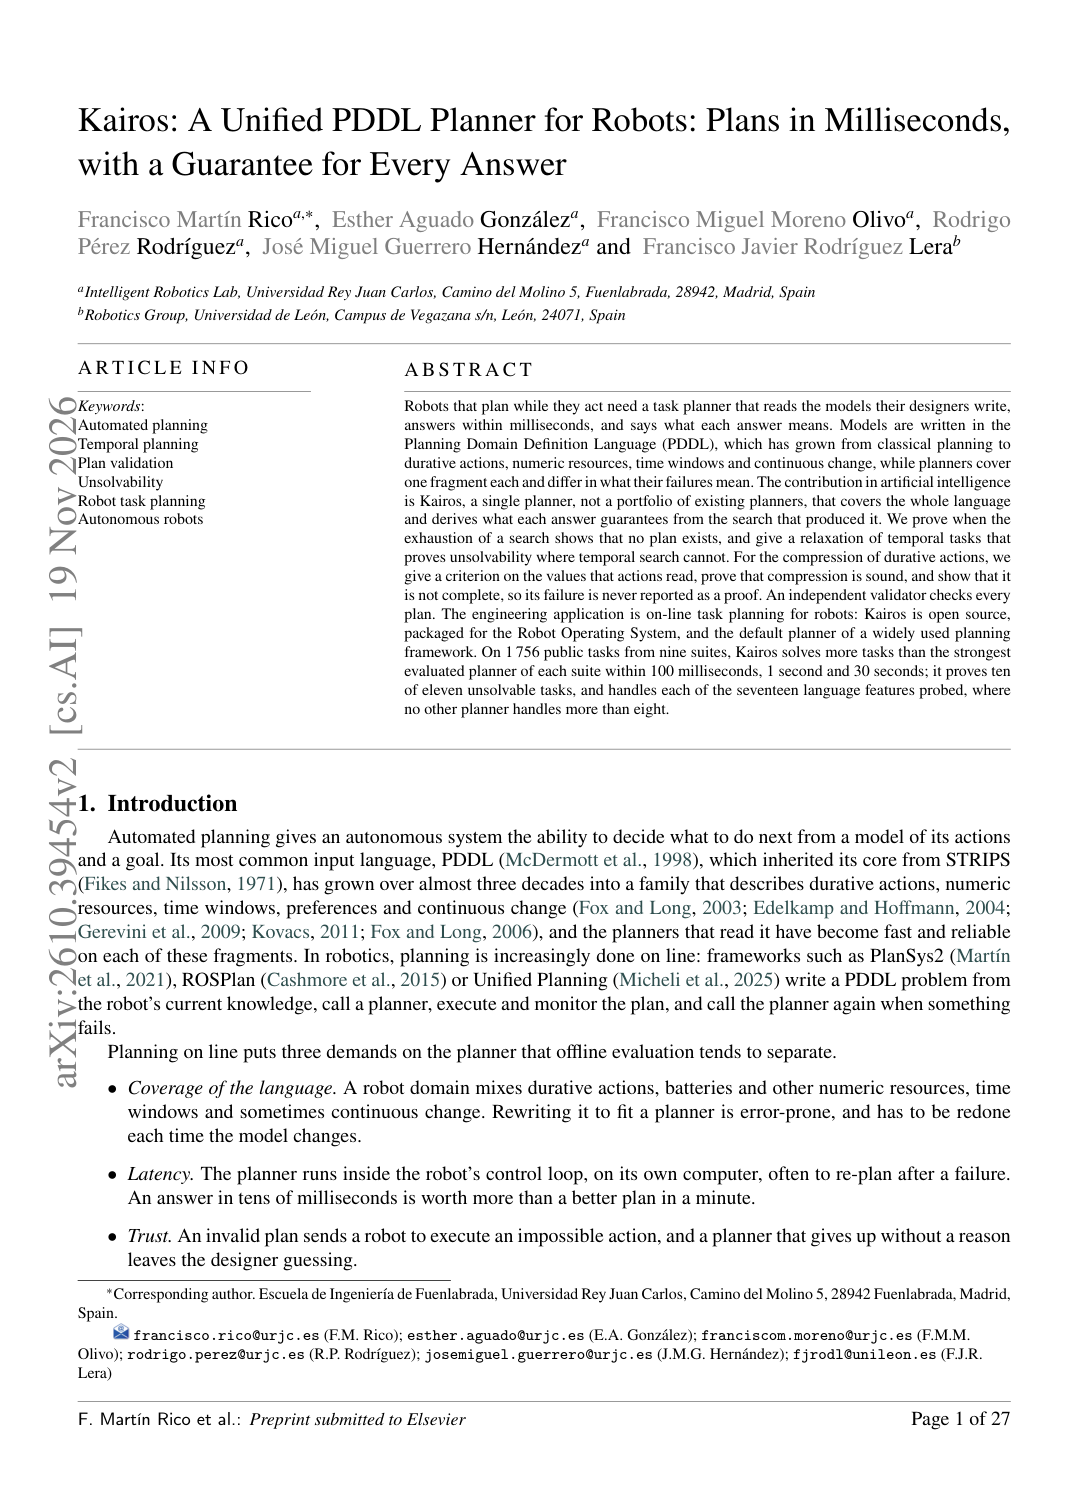 Kairos: A Unified PDDL Planner for Robots: Plans in Milliseconds,
with a Guarantee for Every Answer
Francisco Martín Rico^{a,∗}, Esther Aguado González^a, Francisco Miguel Moreno Olivo^a, Rodrigo
Pérez Rodríguez^a, José Miguel Guerrero Hernández^a and Francisco Javier Rodríguez Lera^b
^a Intelligent Robotics Lab, Universidad Rey Juan Carlos, Camino del Molino 5, Fuenlabrada, 28942, Madrid, Spain
^b Robotics Group, Universidad de León, Campus de Vegazana s/n, León, 24071, Spain
ARTICLE INFO
Keywords:
Automated planning
Temporal planning
Plan validation
Unsolvability
Robot task planning
Autonomous robots
ABSTRACT
Robots that plan while they act need a task planner that reads the models their designers write,
answers within milliseconds, and says what each answer means. Models are written in the
Planning Domain Definition Language (PDDL), which has grown from classical planning to
durative actions, numeric resources, time windows and continuous change, while planners cover
one fragment each and differ in what their failures mean. The contribution in artificial intelligence
is Kairos, a single planner, not a portfolio of existing planners, that covers the whole language
and derives what each answer guarantees from the search that produced it. We prove when the
exhaustion of a search shows that no plan exists, and give a relaxation of temporal tasks that
proves unsolvability where temporal search cannot. For the compression of durative actions, we
give a criterion on the values that actions read, prove that compression is sound, and show that it
is not complete, so its failure is never reported as a proof. An independent validator checks every
plan. The engineering application is on-line task planning for robots: Kairos is open source,
packaged for the Robot Operating System, and the default planner of a widely used planning
framework. On 1 756 public tasks from nine suites, Kairos solves more tasks than the strongest
evaluated planner of each suite within 100 milliseconds, 1 second and 30 seconds; it proves ten
of eleven unsolvable tasks, and handles each of the seventeen language features probed, where
no other planner handles more than eight.
arXiv:2610.39454v2 [cs.AI] 19 Nov 2026
1. Introduction
Automated planning gives an autonomous system the ability to decide what to do next from a model of its actions
and a goal. Its most common input language, PDDL (McDermott et al., 1998), which inherited its core from STRIPS
(Fikes and Nilsson, 1971), has grown over almost three decades into a family that describes durative actions, numeric
resources, time windows, preferences and continuous change (Fox and Long, 2003; Edelkamp and Hoffmann, 2004;
Gerevini et al., 2009; Kovacs, 2011; Fox and Long, 2006), and the planners that read it have become fast and reliable
on each of these fragments. In robotics, planning is increasingly done on line: frameworks such as PlanSys2 (Martín
et al., 2021), ROSPlan (Cashmore et al., 2015) or Unified Planning (Micheli et al., 2025) write a PDDL problem from
the robot's current knowledge, call a planner, execute and monitor the plan, and call the planner again when something
fails.
Planning on line puts three demands on the planner that offline evaluation tends to separate.
• Coverage of the language. A robot domain mixes durative actions, batteries and other numeric resources, time
windows and sometimes continuous change. Rewriting it to fit a planner is error-prone, and has to be redone
each time the model changes.
• Latency. The planner runs inside the robot's control loop, on its own computer, often to re-plan after a failure.
An answer in tens of milliseconds is worth more than a better plan in a minute.
• Trust. An invalid plan sends a robot to execute an impossible action, and a planner that gives up without a reason
leaves the designer guessing.
∗Corresponding author. Escuela de Ingeniería de Fuenlabrada, Universidad Rey Juan Carlos, Camino del Molino 5, 28942 Fuenlabrada, Madrid,
Spain.
francisco.rico@urjc.es (F.M. Rico); esther.aguado@urjc.es (E.A. González); franciscom.moreno@urjc.es (F.M.M.
Olivo); rodrigo.perez@urjc.es (R.P. Rodríguez); josemiguel.guerrero@urjc.es (J.M.G. Hernández); fjrodl@unileon.es (F.J.R.
Lera)
F. Martín Rico et al.: Preprint submitted to Elsevier
Page 1 of 27